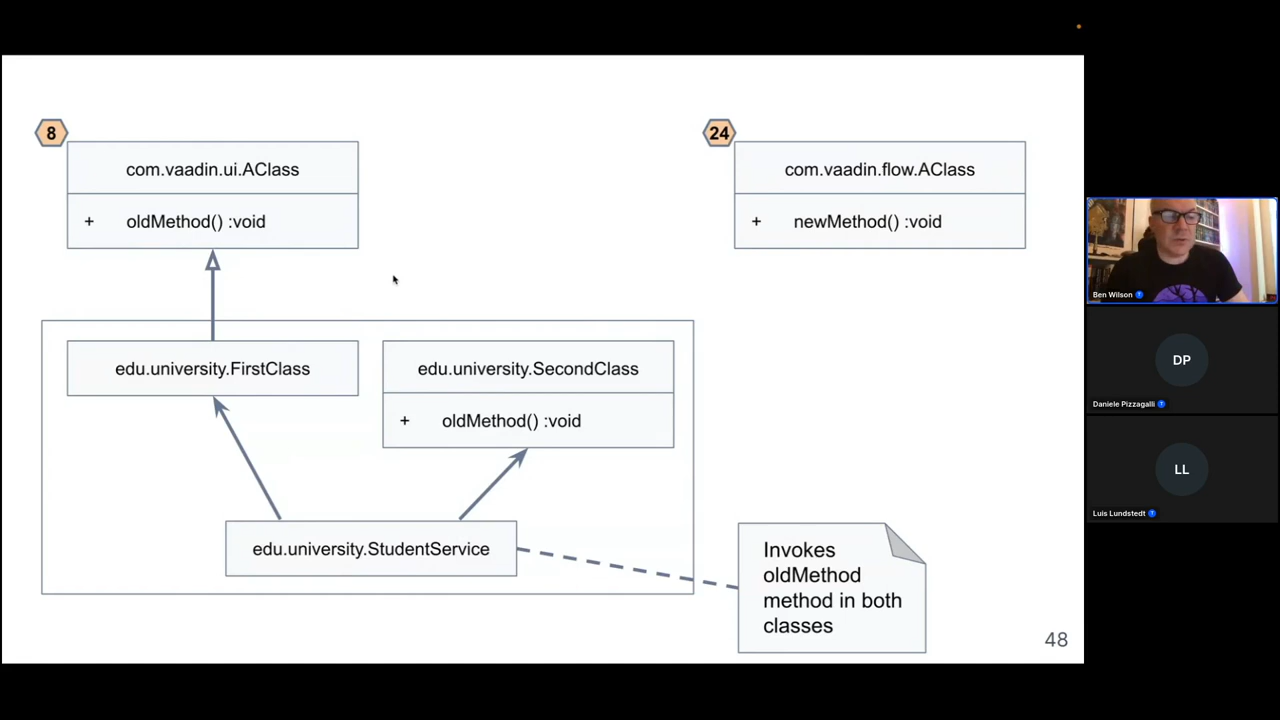 8
com.vaadin.ui.AClass
+ oldMethod() :void
24
com.vaadin.flow.AClass
+ newMethod() :void
edu.university.FirstClass
edu.university.SecondClass
+ oldMethod() :void
edu.university.StudentService
Invokes
oldMethod
method in both
classes
48
Ben Wilson
DP
Daniele Pizzagalli
LL
Luis Lundstedt